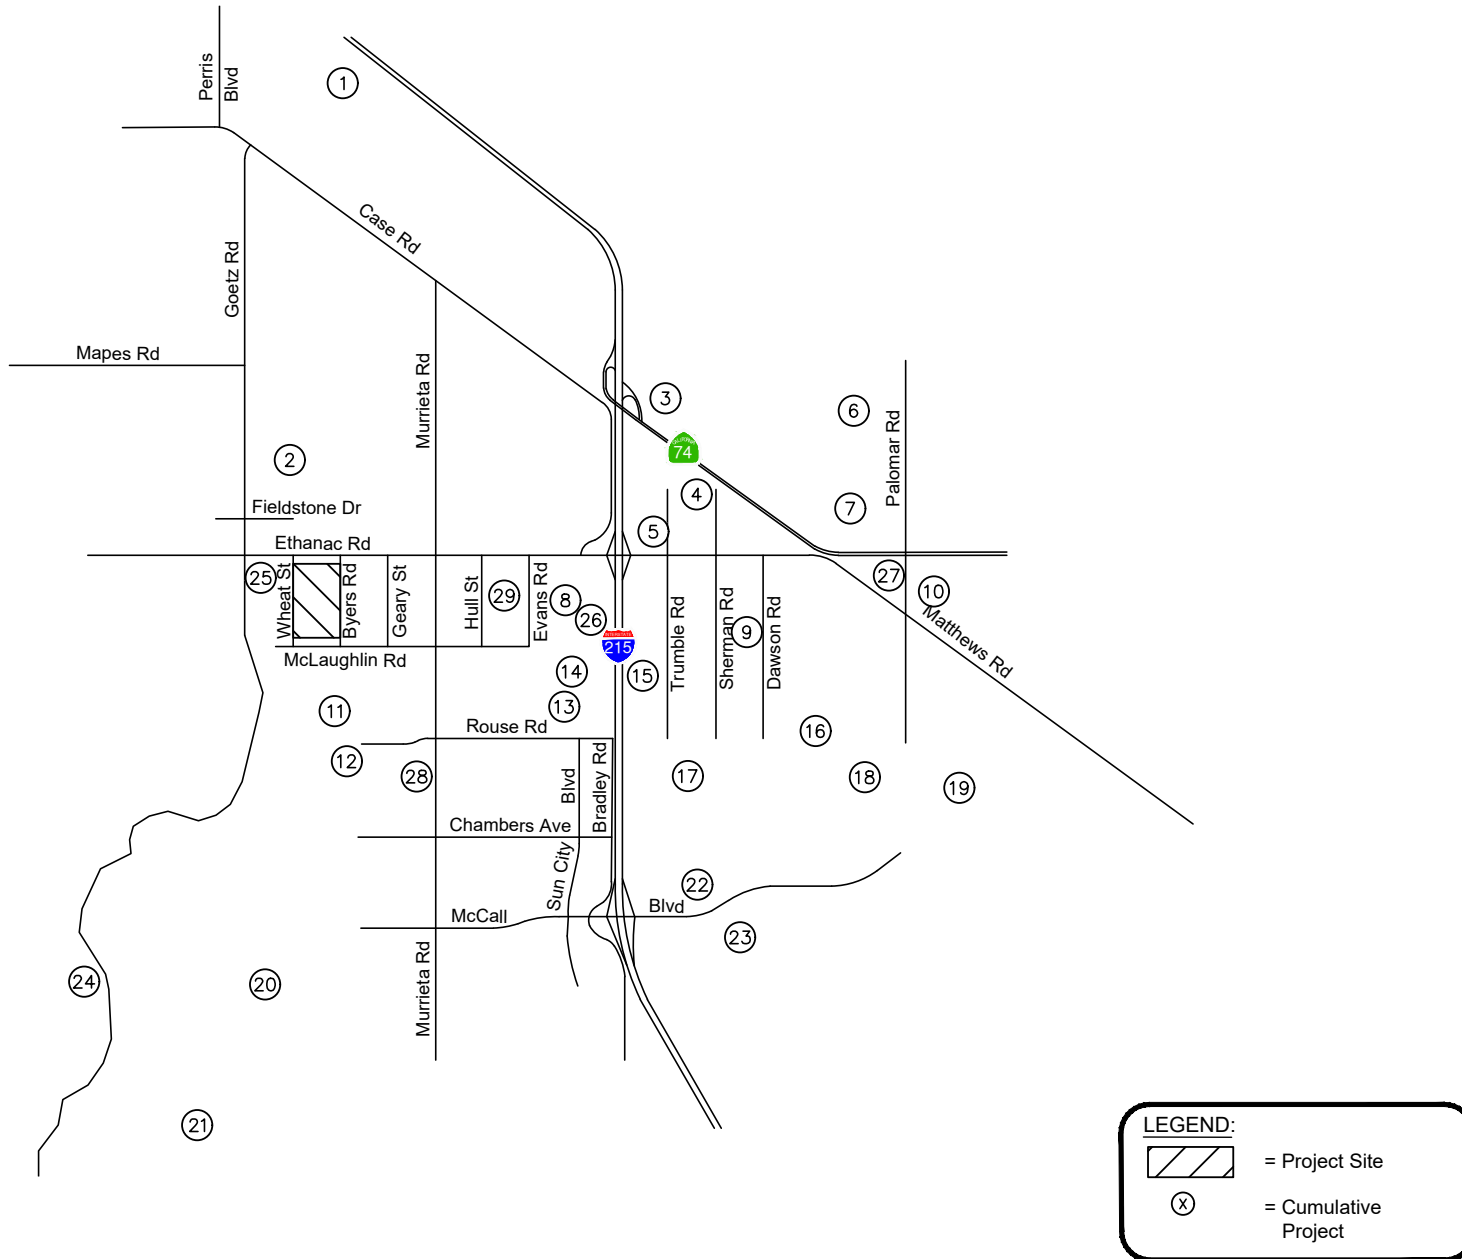 Perris
Blvd
1
Case Rd
Goetz Rd
Mapes Rd
Murrieta Rd
3
6
CALIFORNIA
74
Palomar Rd
2
4
7
Fieldstone Dr
5
Ethanac Rd
25
Wheat St
Byers Rd
Geary St
Hull St
29
Evans Rd
8
26
INTERSTATE
215
Trumble Rd
Sherman Rd
9
Dawson Rd
27
10
Matthews Rd
McLaughlin Rd
14
15
11
13
Rouse Rd
16
12
28
Blvd
Bradley Rd
17
18
19
Chambers Ave
Sun City
22
McCall
Blvd
23
Murrieta Rd
24
20
21
LEGEND:
= Project Site
X
= Cumulative
Project